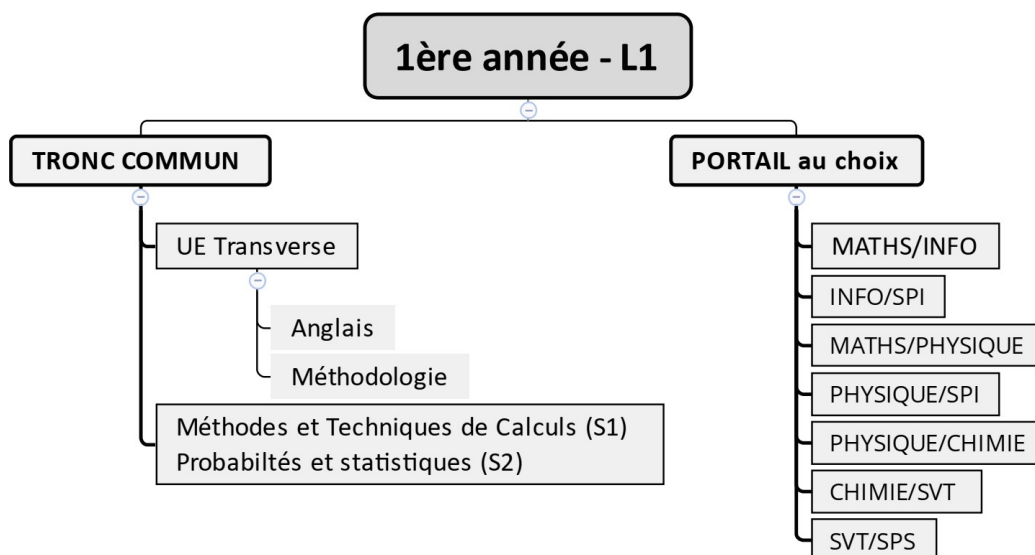 1ère année - L1
TRONC COMMUN
UE Transverse
Anglais
Méthodologie
Méthodes et Techniques de Calculs (S1)
Probabiltés et statistiques (S2)
PORTAIL au choix
MATHS/INFO
INFO/SPI
MATHS/PHYSIQUE
PHYSIQUE/SPI
PHYSIQUE/CHIMIE
CHIMIE/SVT
SVT/SPS